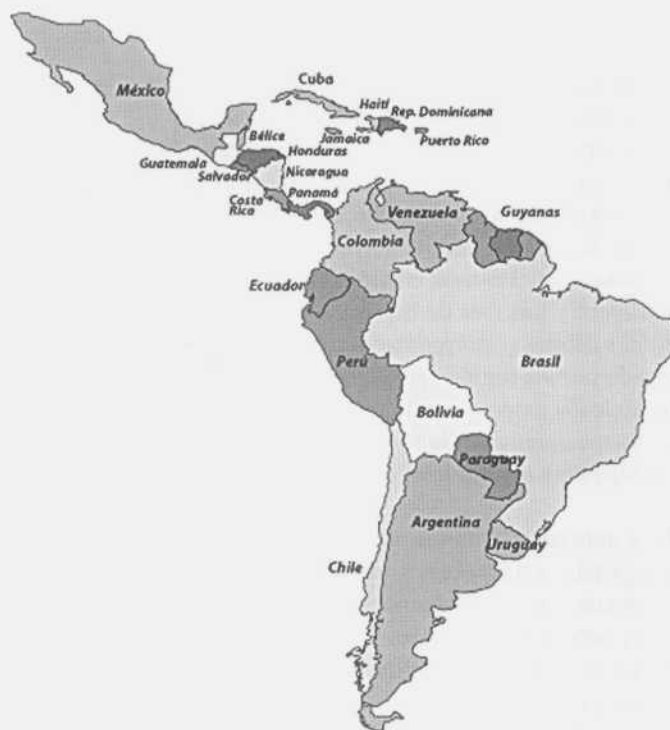 México
Cuba
Haití
Rep. Dominicana
Jamaica
Puerto Rico
Bélice
Guatemala
Honduras
Salvador
Nicaragua
Costa
Rica
Panamá
Venezuela
Guyanas
Colombia
Ecuador
Perú
Brasil
Bolivia
Paraguay
Argentina
Uruguay
Chile